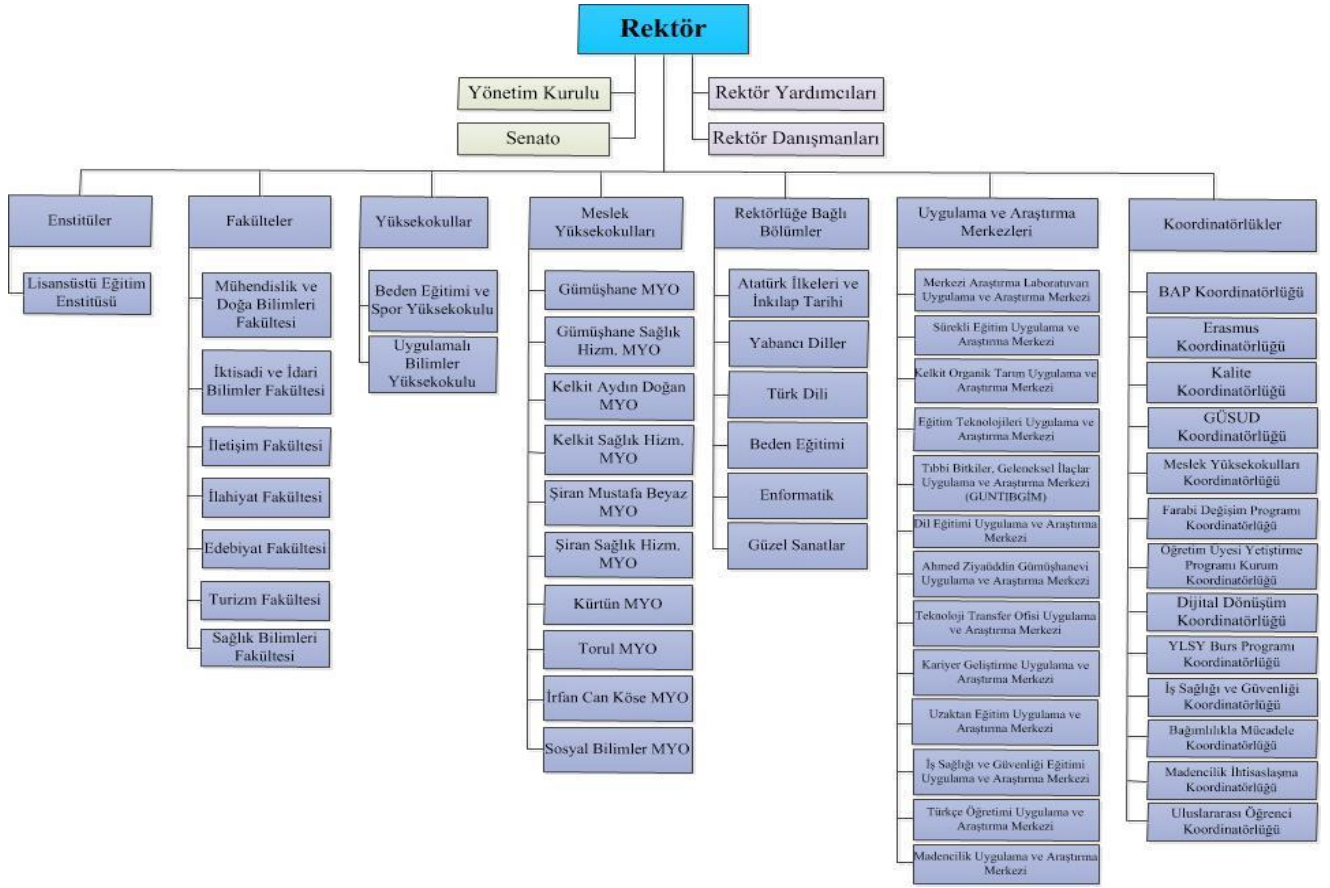 Rektör
Yönetim Kurulu
Rektör Yardımcıları
Senato
Rektör Danışmanları
Enstitüler
Lisansüstü Eğitim
Enstitüsü
Fakülteler
Mühendislik ve
Doğa Bilimleri
Fakültesi
İktisadi ve İdari
Bilimler Fakültesi
İletişim Fakültesi
İlahiyat Fakültesi
Edebiyat Fakültesi
Turizm Fakültesi
Sağlık Bilimleri
Fakültesi
Yüksekokullar
Beden Eğitimi ve
Spor Yüksekokulu
Uygulamalı
Bilimler
Yüksekokulu
Meslek
Yüksekokulları
Gümüşhane MYO
Gümüşhane Sağlık
Hizm. MYO
Kelkit Aydın Doğan
MYO
Kelkit Sağlık Hizm.
MYO
Şiran Mustafa Beyaz
MYO
Şiran Sağlık Hizm.
MYO
Kürtün MYO
Torul MYO
İrfan Can Köse MYO
Sosyal Bilimler MYO
Rektörlüğe Bağlı
Bölümler
Atatürk İlkeleri ve
İnkılap Tarihi
Yabancı Diller
Türk Dili
Beden Eğitimi
Enformatik
Güzel Sanatlar
Uygulama ve Araştırma
Merkezleri
Merkezi Araştırma Laboratuvarı
Uygulama ve Araştırma Merkezi
Sürekli Eğitim Uygulama ve
Araştırma Merkezi
Kelkit Organik Tarım Uygulama ve
Araştırma Merkezi
Eğitim Teknolojileri Uygulama ve
Araştırma Merkezi
Tıbbi Bitkiler, Geleneksel İlaçlar
Uygulama ve Araştırma Merkezi
(GUNTIBGİM)
Dil Eğitimi Uygulama ve Araştırma
Merkezi
Ahmed Ziyaüddin Gümüşhanevi
Uygulama ve Araştırma Merkezi
Teknoloji Transfer Ofisi Uygulama
ve Araştırma Merkezi
Kariyer Geliştirme Uygulama ve
Araştırma Merkezi
Uzaktan Eğitim Uygulama ve
Araştırma Merkezi
İş Sağlığı ve Güvenliği Eğitimi
Uygulama ve Araştırma Merkezi
Türkçe Öğretimi Uygulama ve
Araştırma Merkezi
Madencilik Uygulama ve Araştırma
Merkezi
Koordinatörlükler
BAP Koordinatörlüğü
Erasmus
Koordinatörlüğü
Kalite
Koordinatörlüğü
GÜSUD
Koordinatörlüğü
Meslek Yüksekokulları
Koordinatörlüğü
Farabi Değişim Programı
Koordinatörlüğü
Öğretim Üyesi Yetiştirme
Programı Kurum
Koordinatörlüğü
Dijital Dönüşüm
Koordinatörlüğü
YLSY Burs Programı
Koordinatörlüğü
İş Sağlığı ve Güvenliği
Koordinatörlüğü
Bağımlılıkla Mücadele
Koordinatörlüğü
Madencilik İhtisaslaşma
Koordinatörlüğü
Uluslararası Öğrenci
Koordinatörlüğü